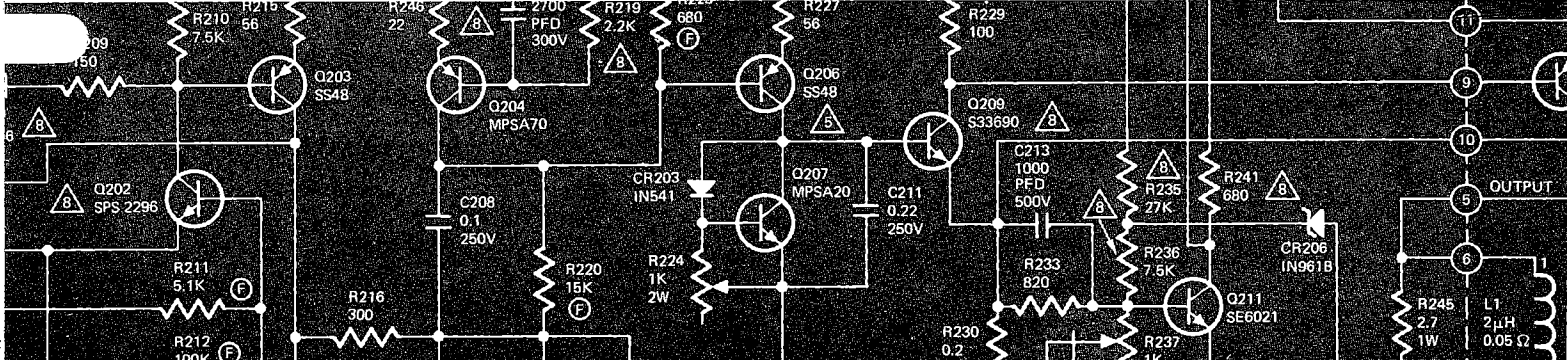 R210
7.5K
R215
56
R246
22
8
2700
PFD
300V
R219
2.2K
8
680
F
R227
56
R229
100
11
150
Q203
SS48
Q204
MPSA70
Q206
SS48
5
Q209
S33690
8
9
10
8
6
8
Q202
SPS 2296
C208
0.1
250V
CR203
IN541
Q207
MPSA20
C211
0.22
250V
C213
1000
PFD
500V
8
8
R235
27K
R241
680
8
CR206
IN961B
5
OUTPUT
6
R211
5.1K
F
R212
100K
F
R216
300
R220
15K
F
R224
1K
2W
R233
820
R236
7.5K
Q211
SE6021
R230
0.2
R237
1K
R245
2.7
1W
L1
2μH
0.05 Ω
1